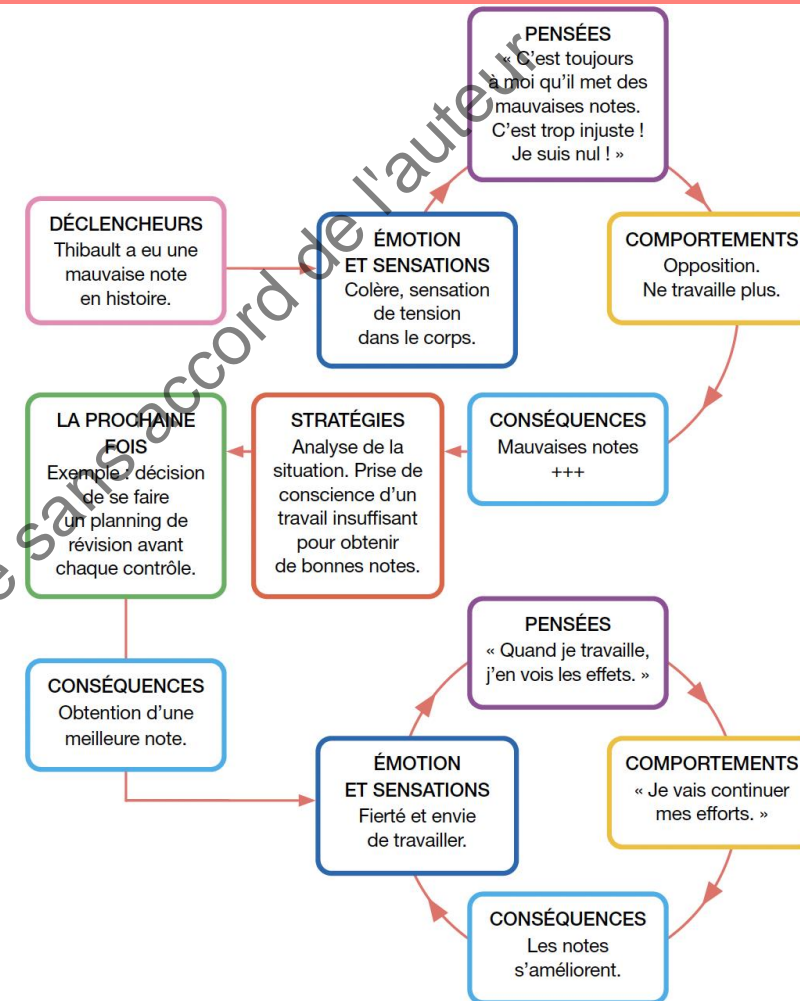 PENSÉES
« C'est toujours
à moi qu'il met des
mauvaises notes.
C'est trop injuste !
Je suis nul ! »
DÉCLENCHEURS
Thibault a eu une
mauvaise note
en histoire.
ÉMOTION
ET SENSATIONS
Colère, sensation
de tension
dans le corps.
COMPORTEMENTS
Opposition.
Ne travaille plus.
LA PROCHAINE
FOIS
Exemple : décision
de se faire
un planning de
révision avant
chaque contrôle.
STRATÉGIES
Analyse de la
situation. Prise de
conscience d'un
travail insuffisant
pour obtenir
de bonnes notes.
CONSÉQUENCES
Mauvaises notes
+++
CONSÉQUENCES
Obtention d'une
meilleure note.
ÉMOTION
ET SENSATIONS
Fierté et envie
de travailler.
PENSÉES
« Quand je travaille,
j'en vois les effets. »
COMPORTEMENTS
« Je vais continuer
mes efforts. »
CONSÉQUENCES
Les notes
s'améliorent.
sans accord de l'auteur